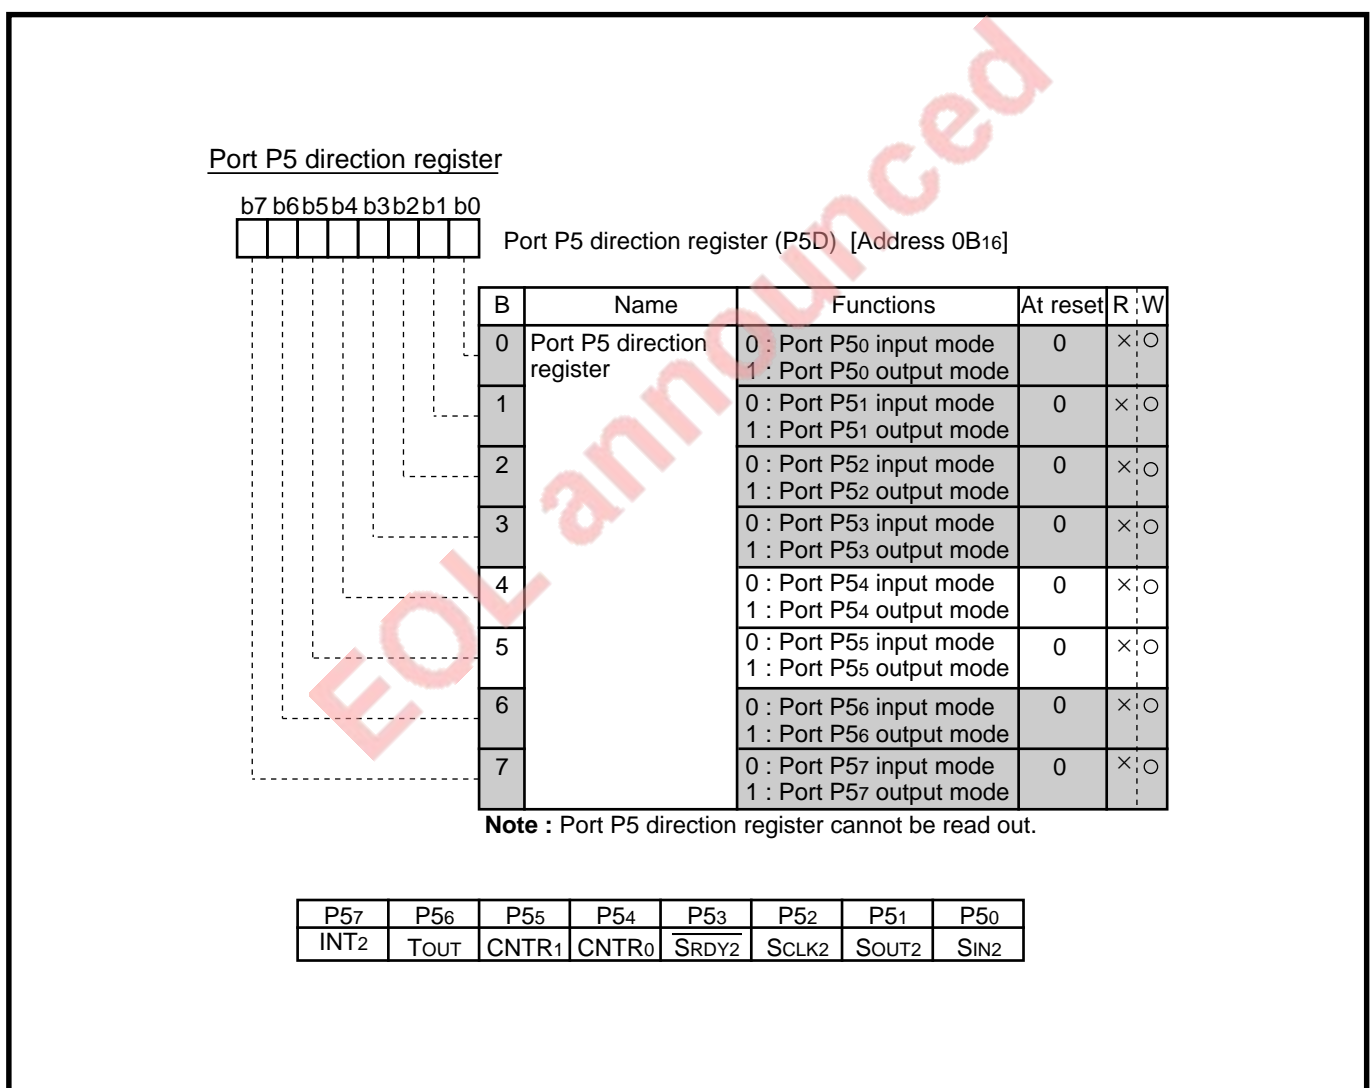 Port P5 direction register
b7 b6 b5 b4 b3 b2 b1 b0
Port P5 direction register (P5D) [Address 0B16]
B Name Functions At reset R W
0 Port P5 direction register 0 : Port P50 input mode 0 × ○
1 : Port P50 output mode
1 0 : Port P51 input mode 0 × ○
1 : Port P51 output mode
2 0 : Port P52 input mode 0 × ○
1 : Port P52 output mode
3 0 : Port P53 input mode 0 × ○
1 : Port P53 output mode
4 0 : Port P54 input mode 0 × ○
1 : Port P54 output mode
5 0 : Port P55 input mode 0 × ○
1 : Port P55 output mode
6 0 : Port P56 input mode 0 × ○
1 : Port P56 output mode
7 0 : Port P57 input mode 0 × ○
1 : Port P57 output mode
Note : Port P5 direction register cannot be read out.
P57 P56 P55 P54 P53 P52 P51 P50
INT2 TOUT CNTR1 CNTR0 SRDY2 SCLK2 SOUT2 SIN2
EOL announced